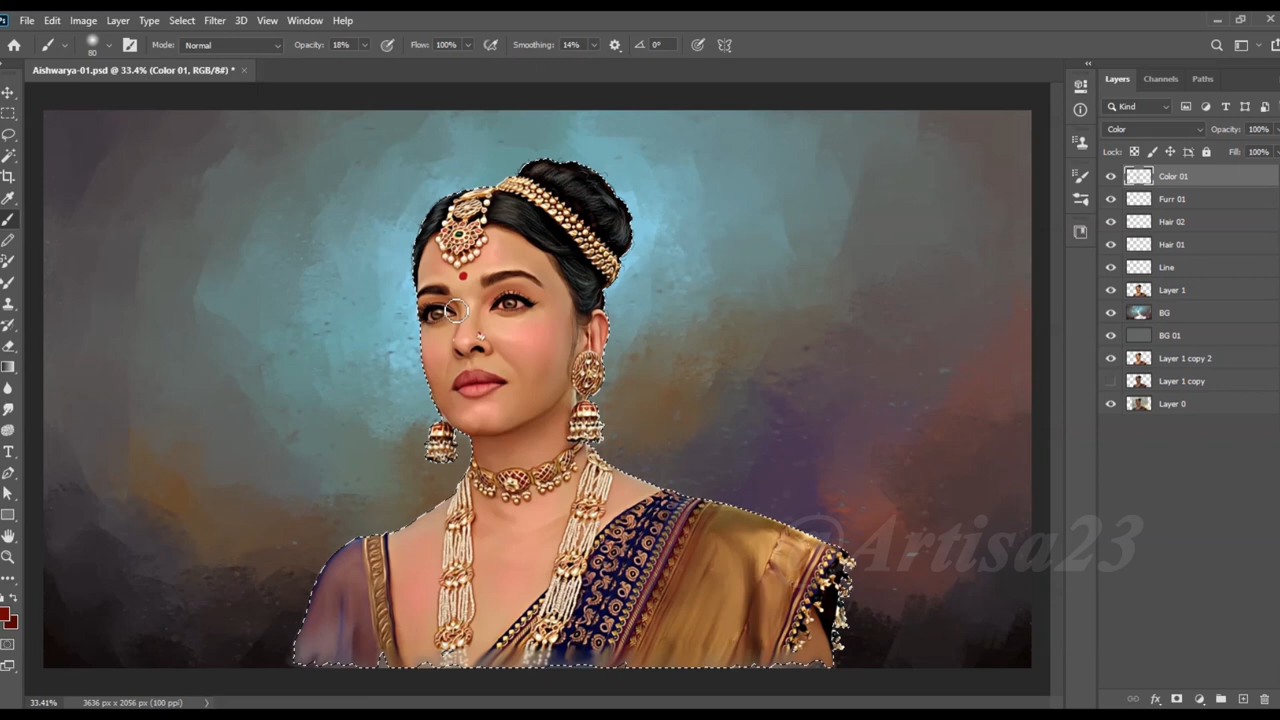 Ps File Edit Image Layer Type Select Filter 3D View Window Help
80 Mode: Normal Opacity: 18% Flow: 100% Smoothing: 14% 0°
Aishwarya-01.psd @ 33.4% (Color 01, RGB/8#) * ×
Layers Channels Paths
Kind
Color Opacity: 100%
Lock: Fill: 100%
Color 01
Furr 01
Hair 02
Hair 01
Line
Layer 1
BG
BG 01
Layer 1 copy 2
Layer 1 copy
Layer 0
@Artisa23
33.41% 3636 px x 2056 px (100 ppi)